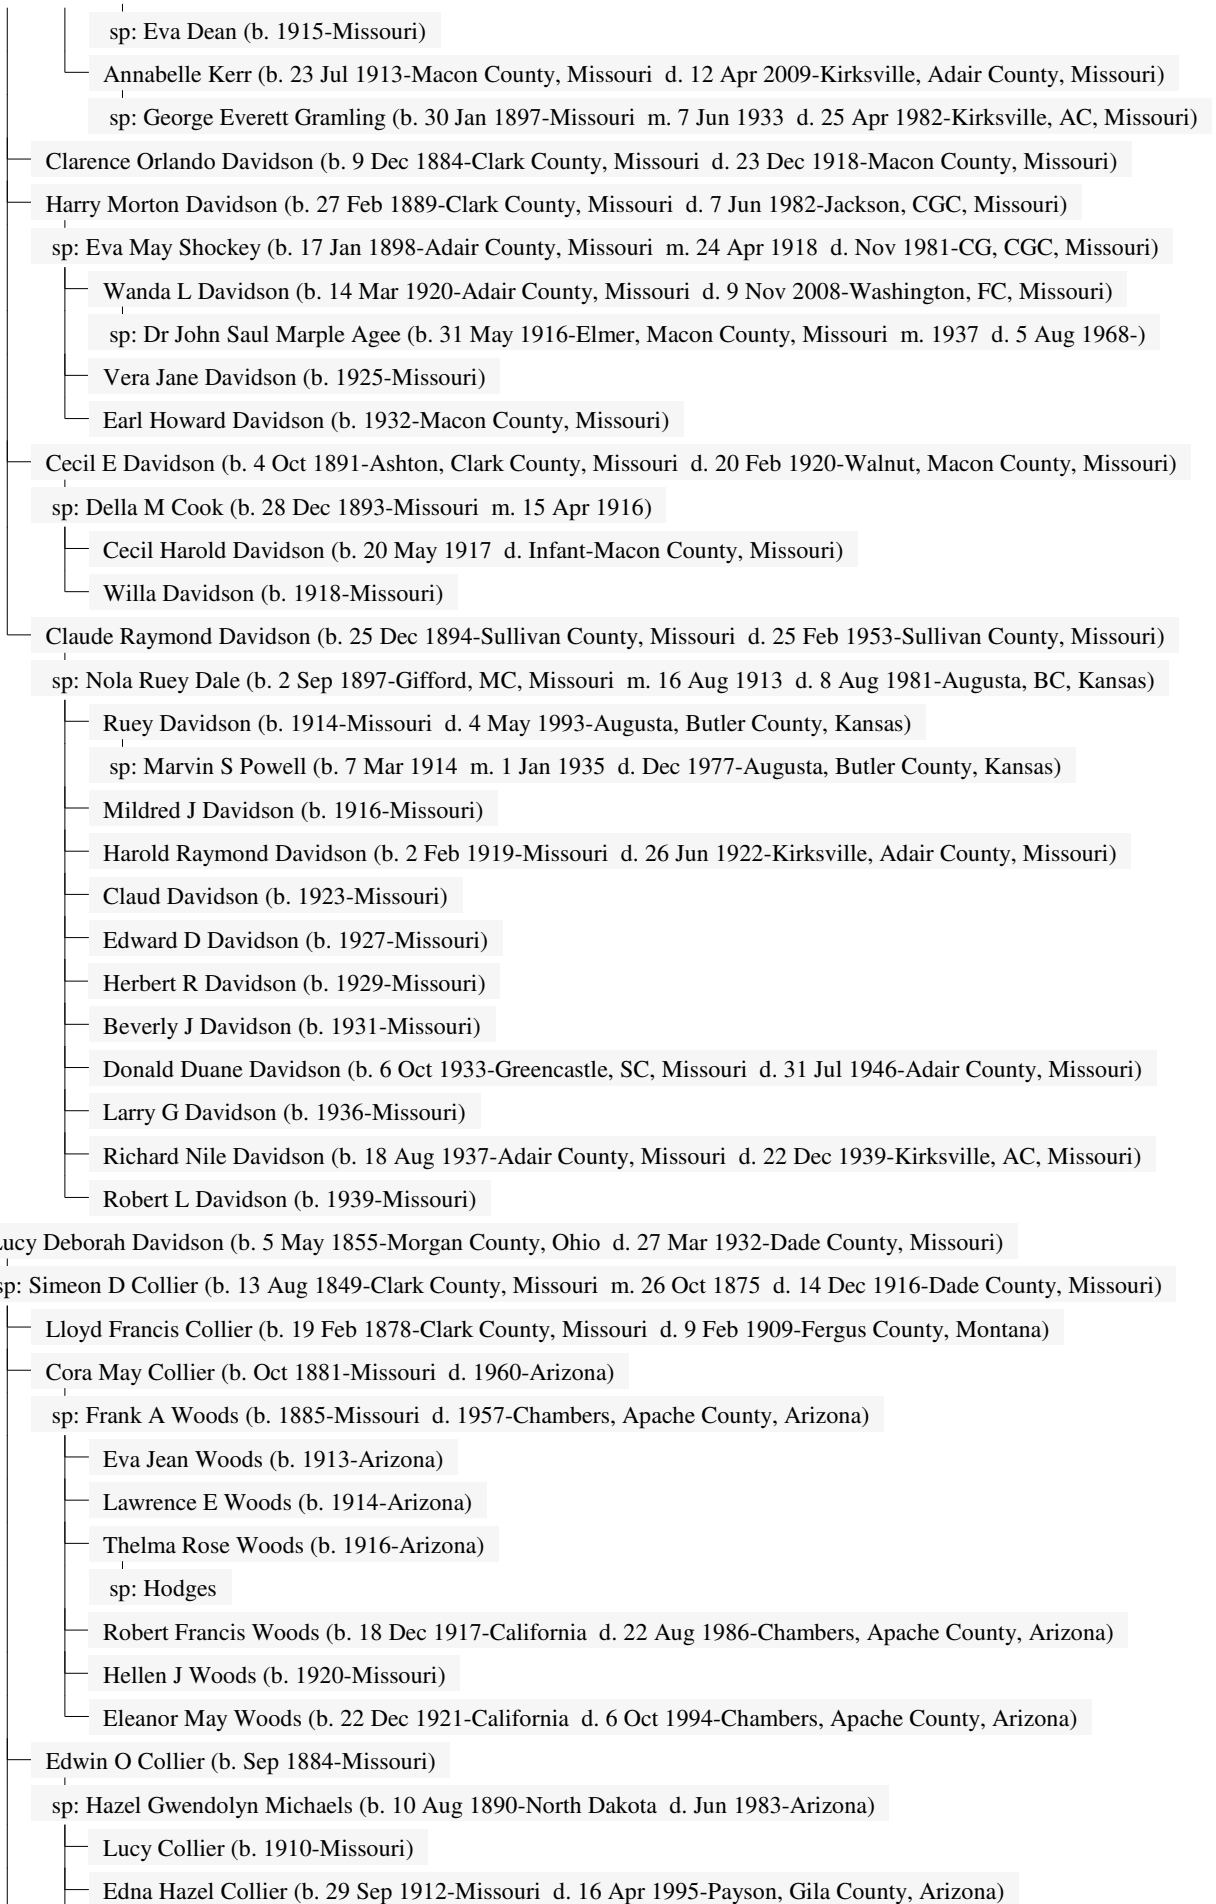 sp: Eva Dean (b. 1915-Missouri)
Annabelle Kerr (b. 23 Jul 1913-Macon County, Missouri d. 12 Apr 2009-Kirksville, Adair County, Missouri)
sp: George Everett Gramling (b. 30 Jan 1897-Missouri m. 7 Jun 1933 d. 25 Apr 1982-Kirksville, AC, Missouri)
Clarence Orlando Davidson (b. 9 Dec 1884-Clark County, Missouri d. 23 Dec 1918-Macon County, Missouri)
Harry Morton Davidson (b. 27 Feb 1889-Clark County, Missouri d. 7 Jun 1982-Jackson, CGC, Missouri)
sp: Eva May Shockey (b. 17 Jan 1898-Adair County, Missouri m. 24 Apr 1918 d. Nov 1981-CG, CGC, Missouri)
Wanda L Davidson (b. 14 Mar 1920-Adair County, Missouri d. 9 Nov 2008-Washington, FC, Missouri)
sp: Dr John Saul Marple Agee (b. 31 May 1916-Elmer, Macon County, Missouri m. 1937 d. 5 Aug 1968-)
Vera Jane Davidson (b. 1925-Missouri)
Earl Howard Davidson (b. 1932-Macon County, Missouri)
Cecil E Davidson (b. 4 Oct 1891-Ashton, Clark County, Missouri d. 20 Feb 1920-Walnut, Macon County, Missouri)
sp: Della M Cook (b. 28 Dec 1893-Missouri m. 15 Apr 1916)
Cecil Harold Davidson (b. 20 May 1917 d. Infant-Macon County, Missouri)
Willa Davidson (b. 1918-Missouri)
Claude Raymond Davidson (b. 25 Dec 1894-Sullivan County, Missouri d. 25 Feb 1953-Sullivan County, Missouri)
sp: Nola Ruey Dale (b. 2 Sep 1897-Gifford, MC, Missouri m. 16 Aug 1913 d. 8 Aug 1981-Augusta, BC, Kansas)
Ruey Davidson (b. 1914-Missouri d. 4 May 1993-Augusta, Butler County, Kansas)
sp: Marvin S Powell (b. 7 Mar 1914 m. 1 Jan 1935 d. Dec 1977-Augusta, Butler County, Kansas)
Mildred J Davidson (b. 1916-Missouri)
Harold Raymond Davidson (b. 2 Feb 1919-Missouri d. 26 Jun 1922-Kirksville, Adair County, Missouri)
Claud Davidson (b. 1923-Missouri)
Edward D Davidson (b. 1927-Missouri)
Herbert R Davidson (b. 1929-Missouri)
Beverly J Davidson (b. 1931-Missouri)
Donald Duane Davidson (b. 6 Oct 1933-Greencastle, SC, Missouri d. 31 Jul 1946-Adair County, Missouri)
Larry G Davidson (b. 1936-Missouri)
Richard Nile Davidson (b. 18 Aug 1937-Adair County, Missouri d. 22 Dec 1939-Kirksville, AC, Missouri)
Robert L Davidson (b. 1939-Missouri)
Lucy Deborah Davidson (b. 5 May 1855-Morgan County, Ohio d. 27 Mar 1932-Dade County, Missouri)
sp: Simeon D Collier (b. 13 Aug 1849-Clark County, Missouri m. 26 Oct 1875 d. 14 Dec 1916-Dade County, Missouri)
Lloyd Francis Collier (b. 19 Feb 1878-Clark County, Missouri d. 9 Feb 1909-Fergus County, Montana)
Cora May Collier (b. Oct 1881-Missouri d. 1960-Arizona)
sp: Frank A Woods (b. 1885-Missouri d. 1957-Chambers, Apache County, Arizona)
Eva Jean Woods (b. 1913-Arizona)
Lawrence E Woods (b. 1914-Arizona)
Thelma Rose Woods (b. 1916-Arizona)
sp: Hodges
Robert Francis Woods (b. 18 Dec 1917-California d. 22 Aug 1986-Chambers, Apache County, Arizona)
Hellen J Woods (b. 1920-Missouri)
Eleanor May Woods (b. 22 Dec 1921-California d. 6 Oct 1994-Chambers, Apache County, Arizona)
Edwin O Collier (b. Sep 1884-Missouri)
sp: Hazel Gwendolyn Michaels (b. 10 Aug 1890-North Dakota d. Jun 1983-Arizona)
Lucy Collier (b. 1910-Missouri)
Edna Hazel Collier (b. 29 Sep 1912-Missouri d. 16 Apr 1995-Payson, Gila County, Arizona)